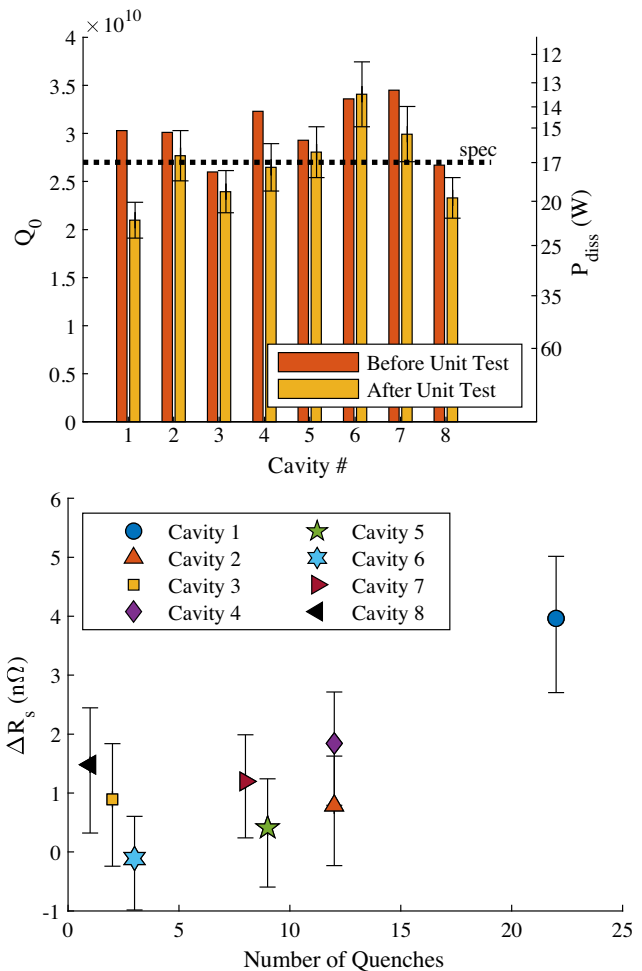 × 10^10
4
3.5
3
2.5
2
1.5
1
0.5
0
Q_0
12
13
14
15
17
20
25
35
60
P_diss (W)
spec
Before Unit Test
After Unit Test
1 2 3 4 5 6 7 8
Cavity #
6
5
4
3
2
1
0
-1
ΔR_s (nΩ)
Cavity 1
Cavity 2
Cavity 3
Cavity 4
Cavity 5
Cavity 6
Cavity 7
Cavity 8
0 5 10 15 20 25
Number of Quenches